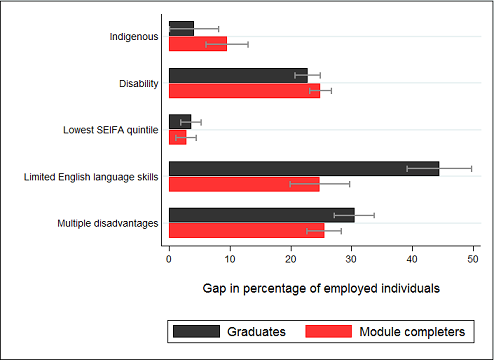 Indigenous
Disability
Lowest SEIFA quintile
Limited English language skills
Multiple disadvantages
0 10 20 30 40 50
Gap in percentage of employed individuals
Graduates Module completers